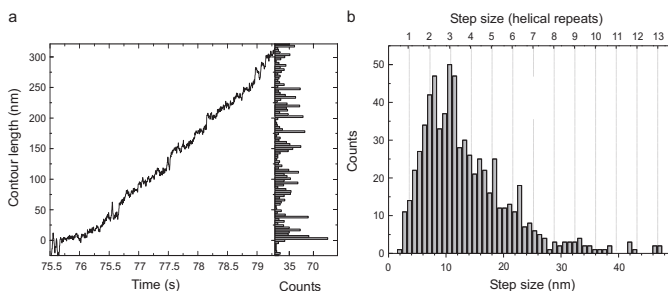 a
Contour length (nm)
300
250
200
150
100
50
0
75.5 76 75.5 77 77.5 78 78.5 79
35 70
Time (s)
Counts
b
Step size (helical repeats)
1 2 3 4 5 6 7 8 9 10 11 12 13
Counts
50
40
30
20
10
0
0 10 20 30 40
Step size (nm)